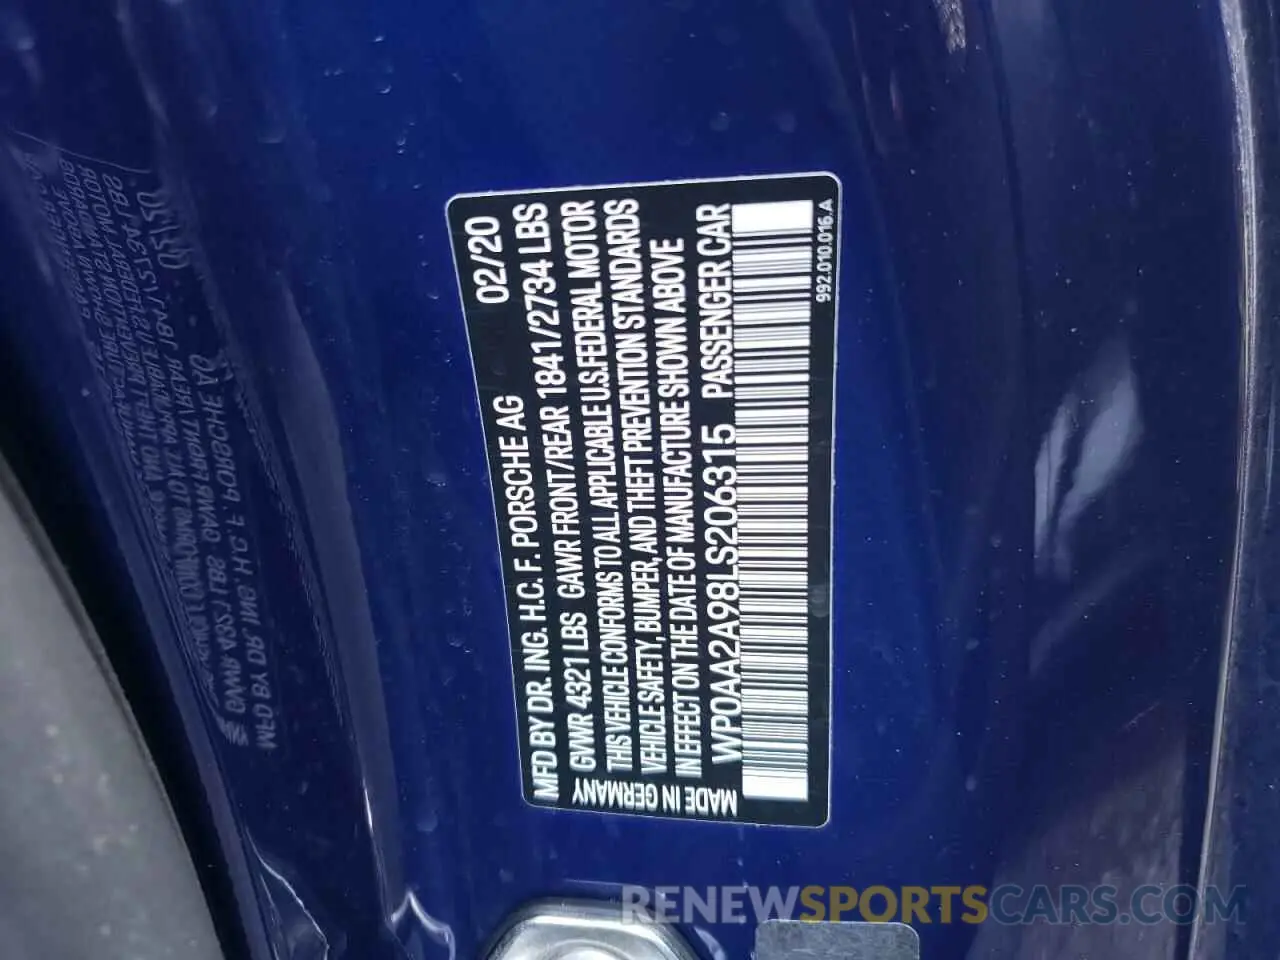 MFD BY DR. ING. H.C. F. PORSCHE AG 02/20
GVWR 4321 LBS GAWR FRONT/REAR 1841/2734 LBS
THIS VEHICLE CONFORMS TO ALL APPLICABLE U.S.FEDERAL MOTOR
VEHICLE SAFETY, BUMPER, AND THEFT PREVENTION STANDARDS
IN EFFECT ON THE DATE OF MANUFACTURE SHOWN ABOVE
WP0AA2A98LS206315 PASSENGER CAR
MADE IN GERMANY
992.010.016.A
RENEWSPORTSCARS.COM